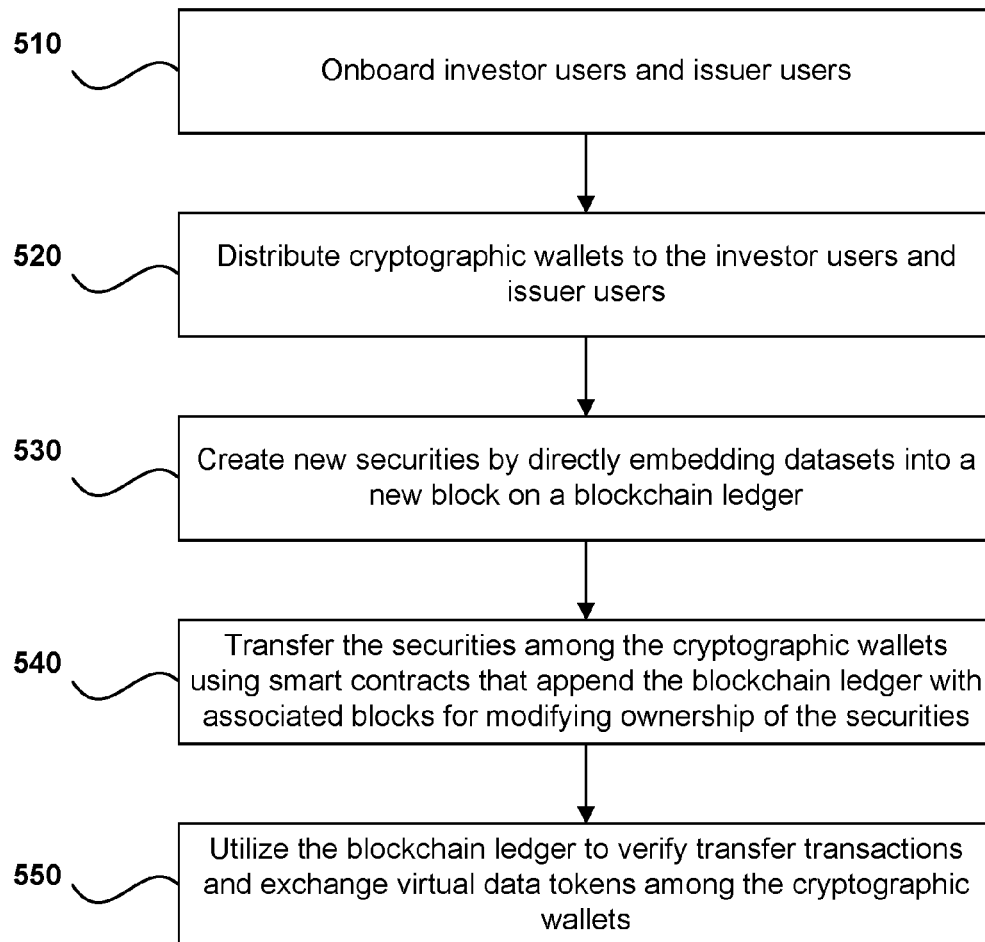 510
Onboard investor users and issuer users
520
Distribute cryptographic wallets to the investor users and
issuer users
530
Create new securities by directly embedding datasets into a
new block on a blockchain ledger
540
Transfer the securities among the cryptographic wallets
using smart contracts that append the blockchain ledger with
associated blocks for modifying ownership of the securities
550
Utilize the blockchain ledger to verify transfer transactions
and exchange virtual data tokens among the cryptographic
wallets